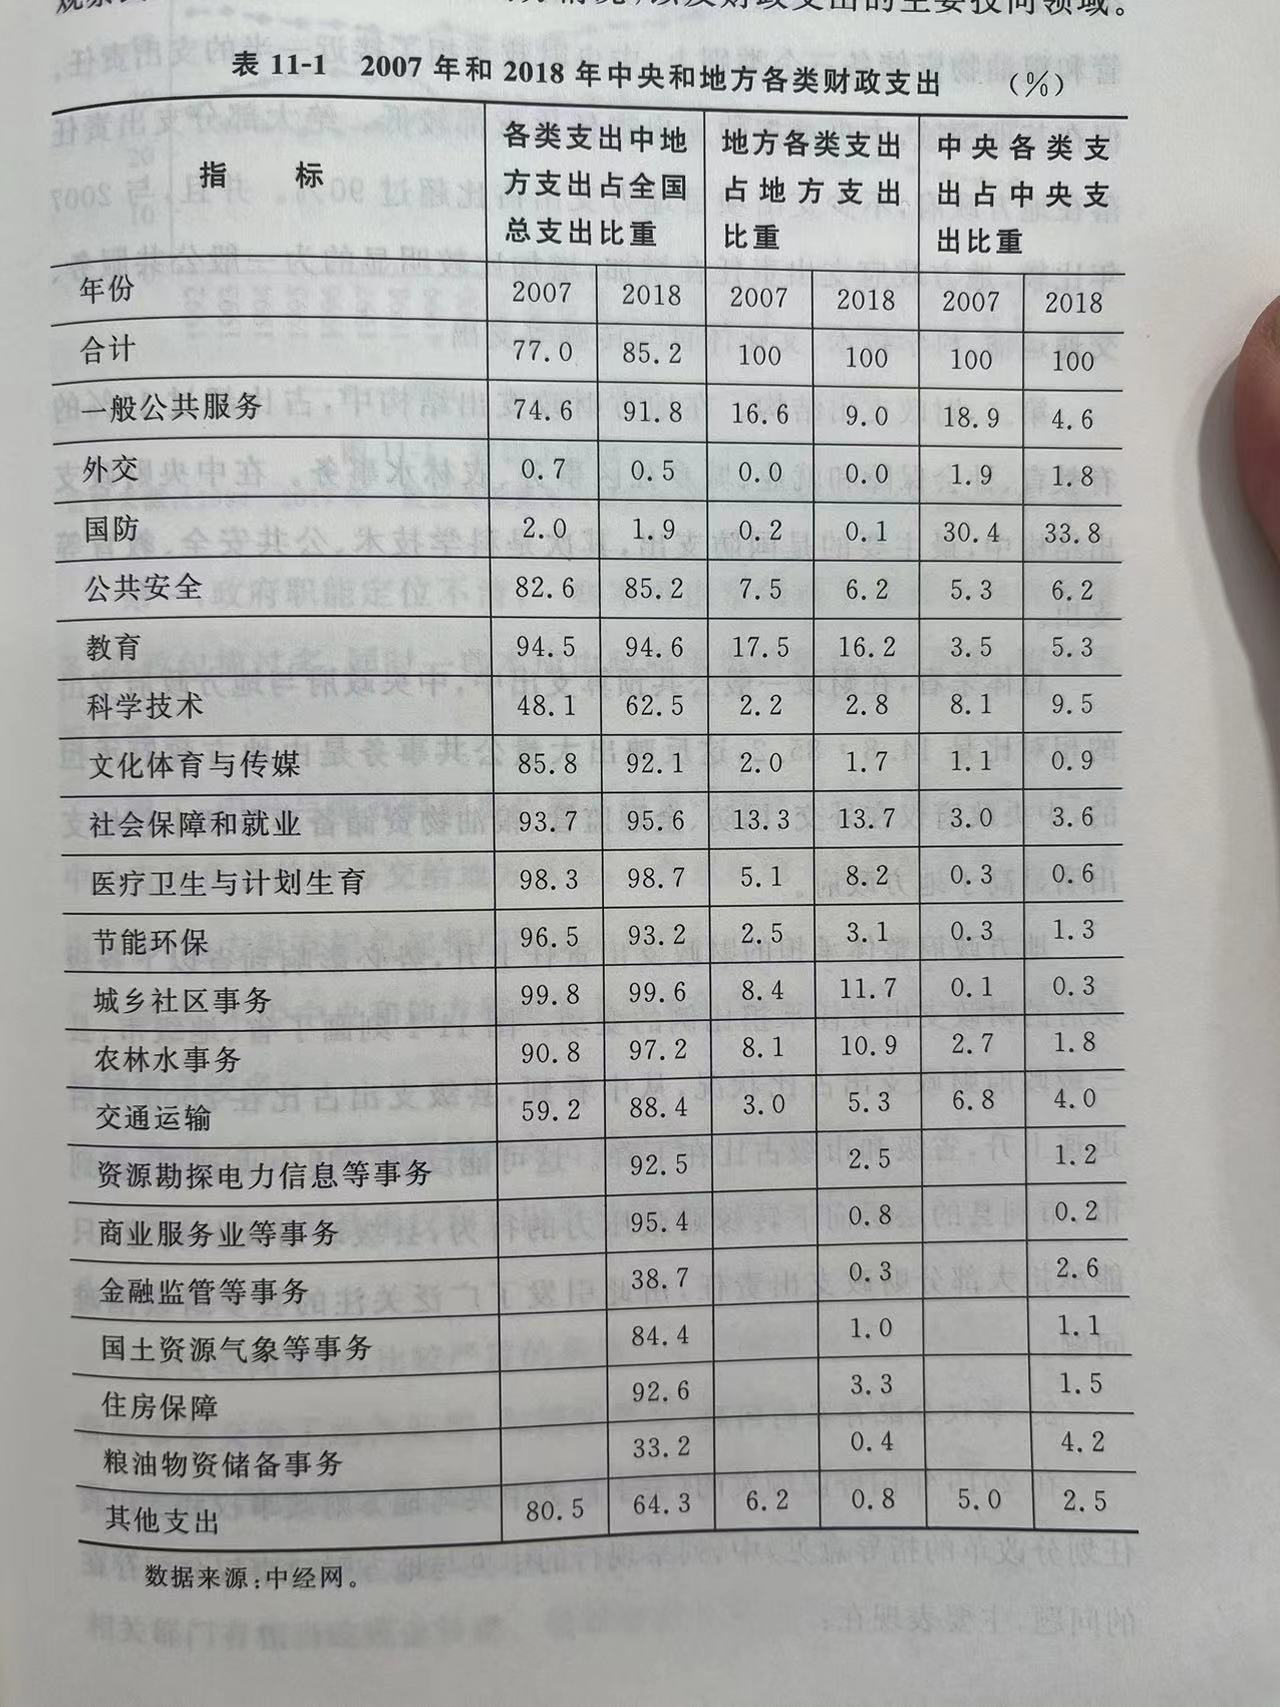 支出的主要投向领域。
表 11-1 2007 年和 2018 年中央和地方各类财政支出 (%)
指 标 各类支出中地方支出占全国总支出比重 地方各类支出占地方支出比重 中央各类支出占中央支出比重
年份 2007 2018 2007 2018 2007 2018
合计 77.0 85.2 100 100 100 100
一般公共服务 74.6 91.8 16.6 9.0 18.9 4.6
外交 0.7 0.5 0.0 0.0 1.9 1.8
国防 2.0 1.9 0.2 0.1 30.4 33.8
公共安全 82.6 85.2 7.5 6.2 5.3 6.2
教育 94.5 94.6 17.5 16.2 3.5 5.3
科学技术 48.1 62.5 2.2 2.8 8.1 9.5
文化体育与传媒 85.8 92.1 2.0 1.7 1.1 0.9
社会保障和就业 93.7 95.6 13.3 13.7 3.0 3.6
医疗卫生与计划生育 98.3 98.7 5.1 8.2 0.3 0.6
节能环保 96.5 93.2 2.5 3.1 0.3 1.3
城乡社区事务 99.8 99.6 8.4 11.7 0.1 0.3
农林水事务 90.8 97.2 8.1 10.9 2.7 1.8
交通运输 59.2 88.4 3.0 5.3 6.8 4.0
资源勘探电力信息等事务 92.5 2.5 1.2
商业服务业等事务 95.4 0.8 0.2
金融监管等事务 38.7 0.3 2.6
国土资源气象等事务 84.4 1.0 1.1
住房保障 92.6 3.3 1.5
粮油物资储备事务 33.2 0.4 4.2
其他支出 80.5 64.3 6.2 0.8 5.0 2.5
数据来源:中经网。